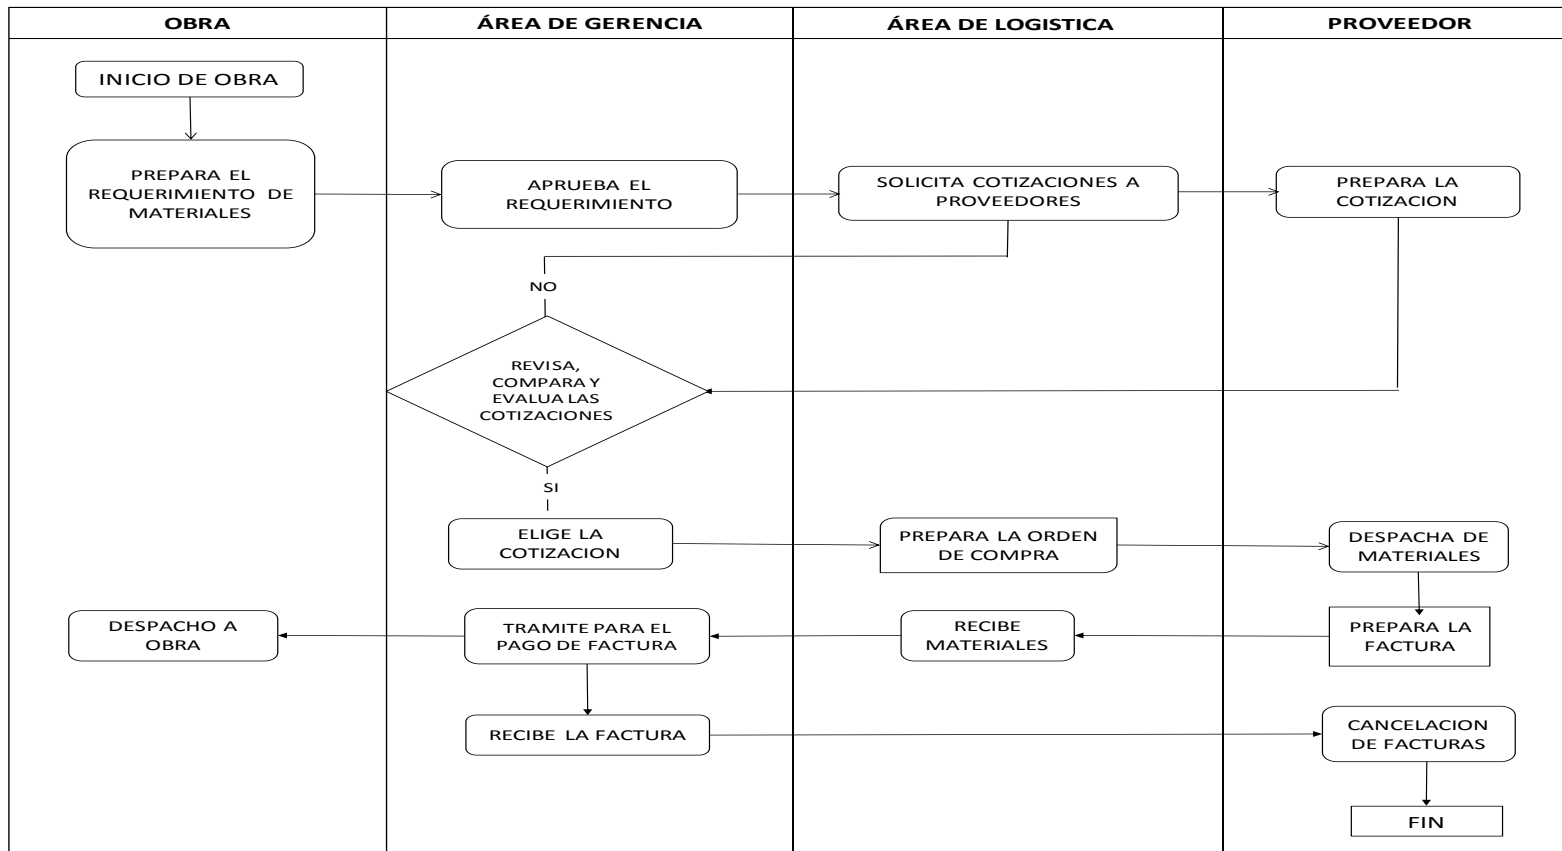 OBRA
ÁREA DE GERENCIA
ÁREA DE LOGISTICA
PROVEEDOR
INICIO DE OBRA
PREPARA EL
REQUERIMIENTO DE
MATERIALES
APRUEBA EL
REQUERIMIENTO
SOLICITA COTIZACIONES A
PROVEEDORES
PREPARA LA
COTIZACION
NO
REVISA,
COMPARA Y
EVALUA LAS
COTIZACIONES
SI
ELIGE LA
COTIZACION
PREPARA LA ORDEN
DE COMPRA
DESPACHA DE
MATERIALES
DESPACHO A
OBRA
TRAMITE PARA EL
PAGO DE FACTURA
RECIBE
MATERIALES
PREPARA LA
FACTURA
RECIBE LA FACTURA
CANCELACION
DE FACTURAS
FIN